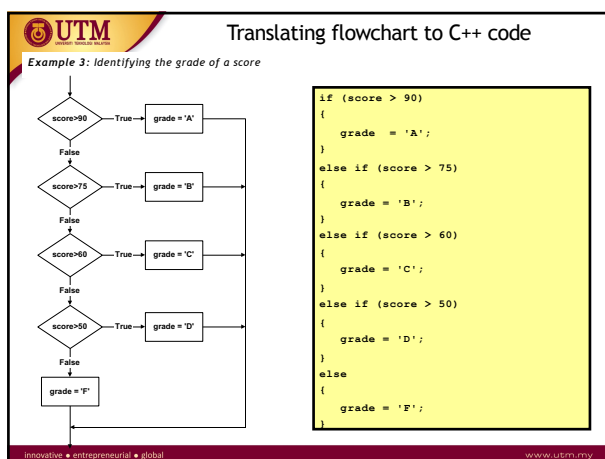 UTM
UNIVERSITI TEKNOLOGI MALAYSIA
Translating flowchart to C++ code
Example 3: Identifying the grade of a score
score>90
True
grade = 'A'
False
score>75
True
grade = 'B'
False
score>60
True
grade = 'C'
False
score>50
True
grade = 'D'
False
grade = 'F'
if (score > 90)
{
grade = 'A';
}
else if (score > 75)
{
grade = 'B';
}
else if (score > 60)
{
grade = 'C';
}
else if (score > 50)
{
grade = 'D';
}
else
{
grade = 'F';
}
innovative ● entrepreneurial ● global
www.utm.my